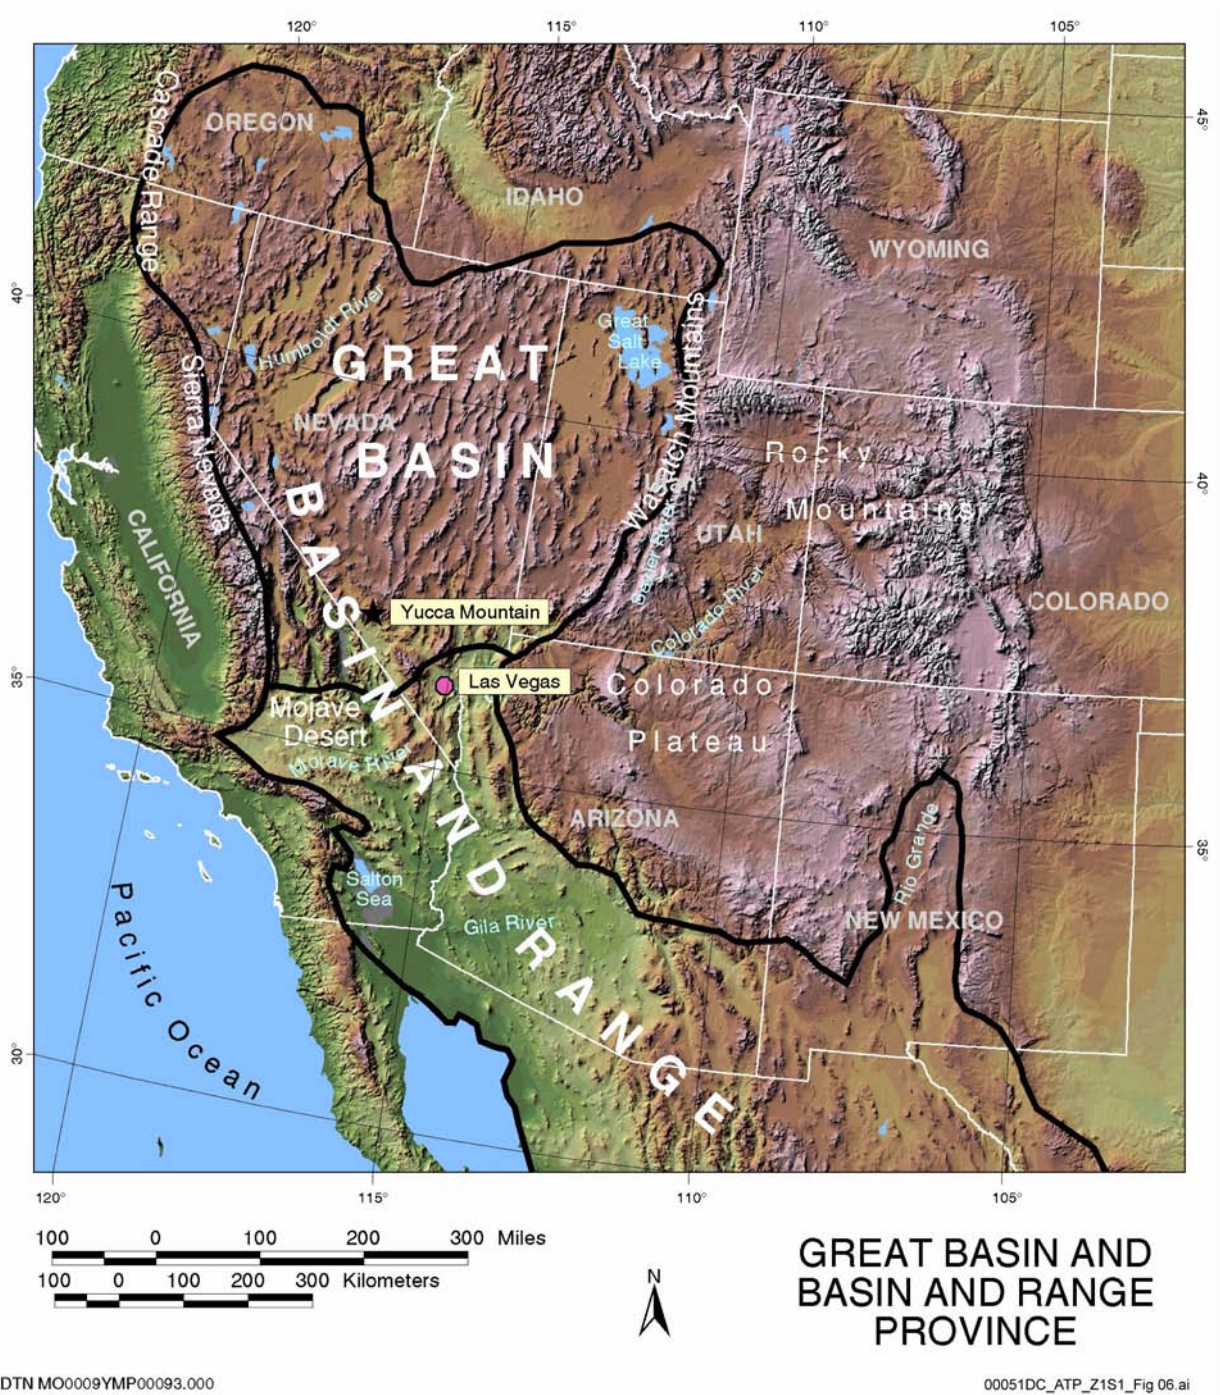 120°
115°
110°
105°
45°
40°
40°
35°
35°
30°
Cascade Range
OREGON
IDAHO
WYOMING
Humboldt River
Great
Salt
Lake
GREAT
BASIN
NEVADA
Sierra Nevada
Wasatch Mountains
Rocky
Mountains
UTAH
Colorado River
COLORADO
CALIFORNIA
BASIN AND RANGE
Yucca Mountain
Las Vegas
Colorado
Plateau
Mojave
Desert
ARIZONA
Rio Grande
Salton
Sea
Gila River
NEW MEXICO
Pacific Ocean
120°
115°
110°
105°
100 0 100 200 300 Miles
100 0 100 200 300 Kilometers
N
GREAT BASIN AND
BASIN AND RANGE
PROVINCE
DTN MO0009YMP00093.000
00051DC_ATP_Z1S1_Fig 06.ai